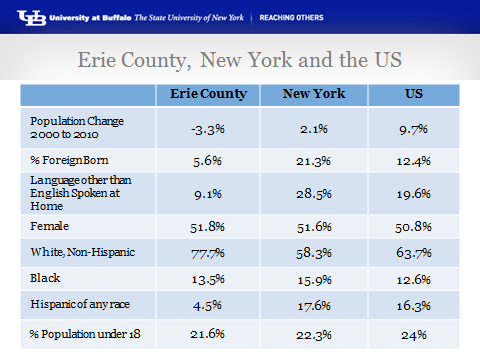 UB University at Buffalo The State University of New York | REACHING OTHERS
Erie County, New York and the US
Erie County New York US
Population Change
2000 to 2010 -3.3% 2.1% 9.7%
% Foreign Born 5.6% 21.3% 12.4%
Language other than
English Spoken at
Home 9.1% 28.5% 19.6%
Female 51.8% 51.6% 50.8%
White, Non-Hispanic 77.7% 58.3% 63.7%
Black 13.5% 15.9% 12.6%
Hispanic of any race 4.5% 17.6% 16.3%
% Population under 18 21.6% 22.3% 24%